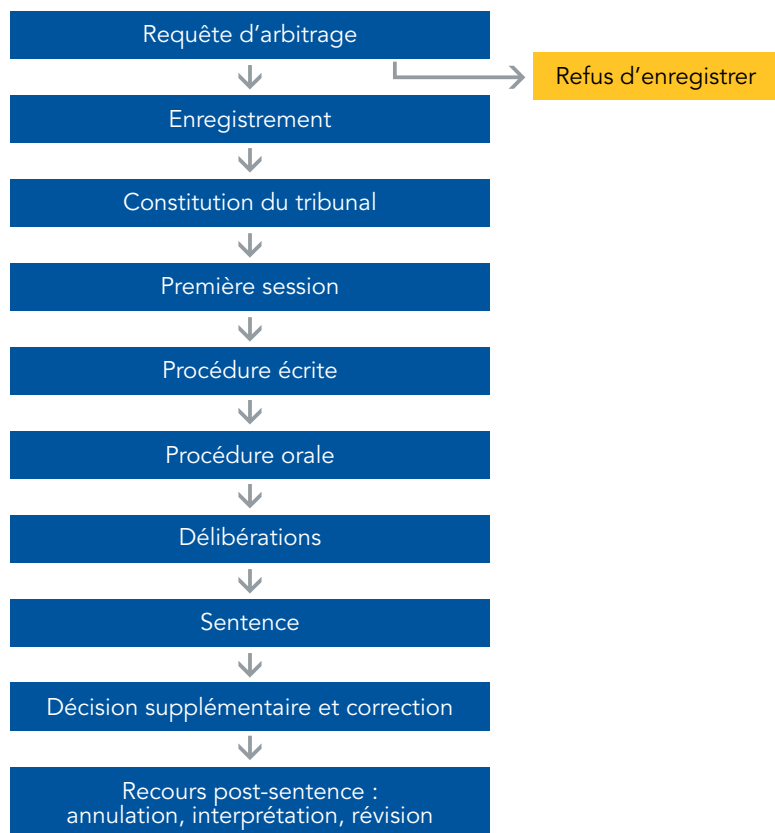 Requête d’arbitrage
Refus d’enregistrer
Enregistrement
Constitution du tribunal
Première session
Procédure écrite
Procédure orale
Délibérations
Sentence
Décision supplémentaire et correction
Recours post-sentence :
annulation, interprétation, révision